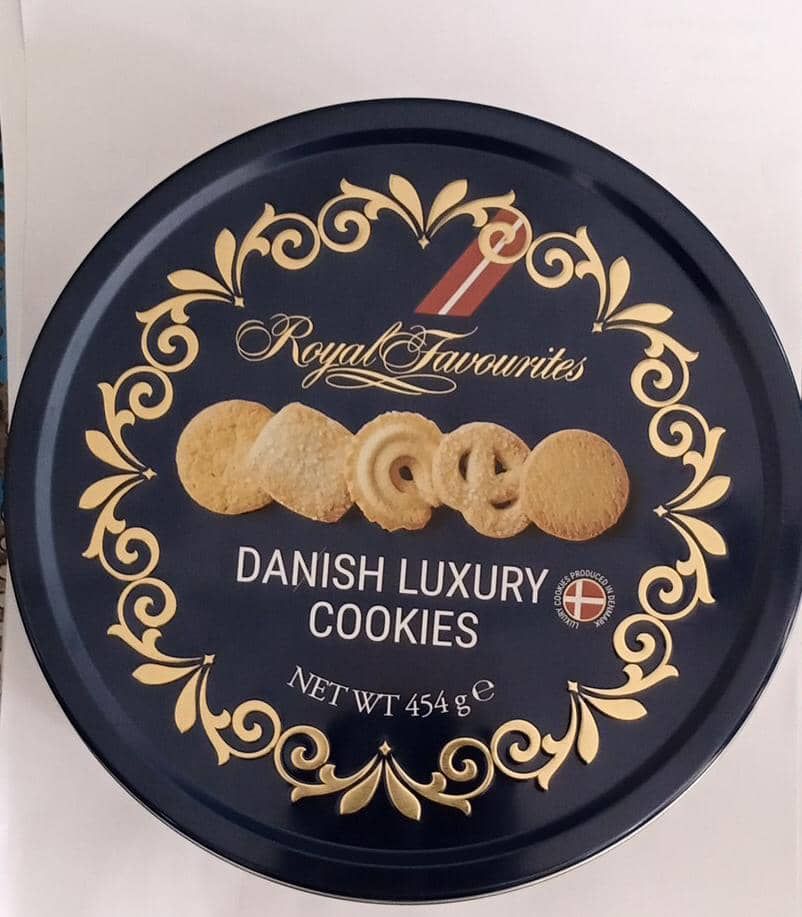 Royal Favourites
DANISH LUXURY
COOKIES
LUXURY COOKIES PRODUCED IN DENMARK
NET WT 454 g e